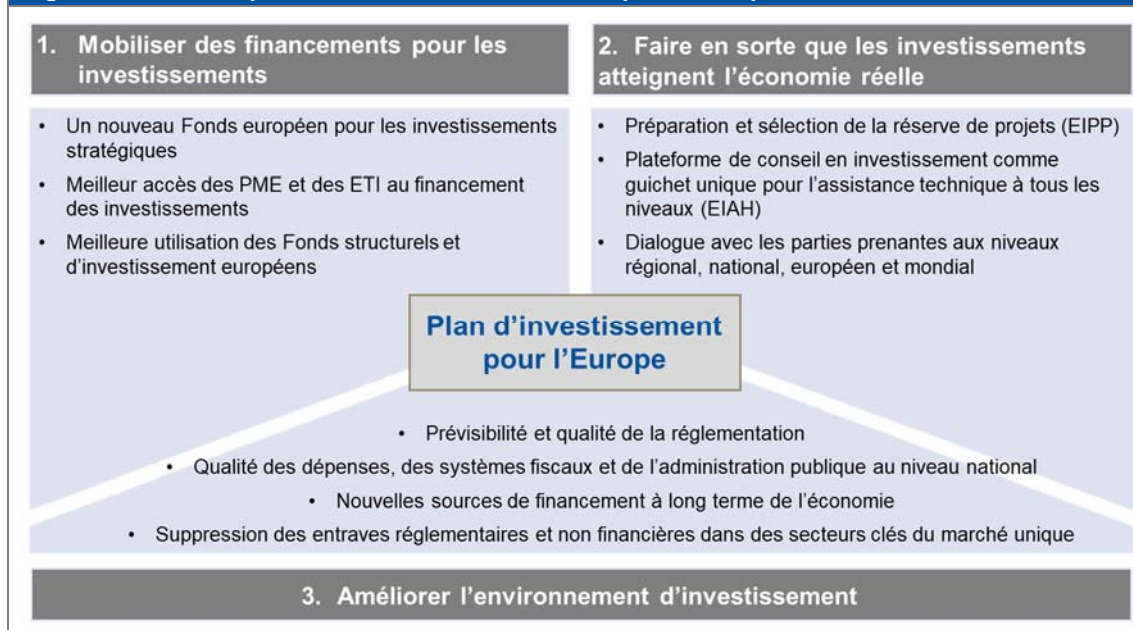 1. Mobiliser des financements pour les
investissements
• Un nouveau Fonds européen pour les investissements
stratégiques
• Meilleur accès des PME et des ETI au financement
des investissements
• Meilleure utilisation des Fonds structurels et
d'investissement européens
2. Faire en sorte que les investissements
atteignent l'économie réelle
• Préparation et sélection de la réserve de projets (EIPP)
• Plateforme de conseil en investissement comme
guichet unique pour l'assistance technique à tous les
niveaux (EIAH)
• Dialogue avec les parties prenantes aux niveaux
régional, national, européen et mondial
Plan d'investissement
pour l'Europe
• Prévisibilité et qualité de la réglementation
• Qualité des dépenses, des systèmes fiscaux et de l'administration publique au niveau national
• Nouvelles sources de financement à long terme de l'économie
• Suppression des entraves réglementaires et non financières dans des secteurs clés du marché unique
3. Améliorer l'environnement d'investissement